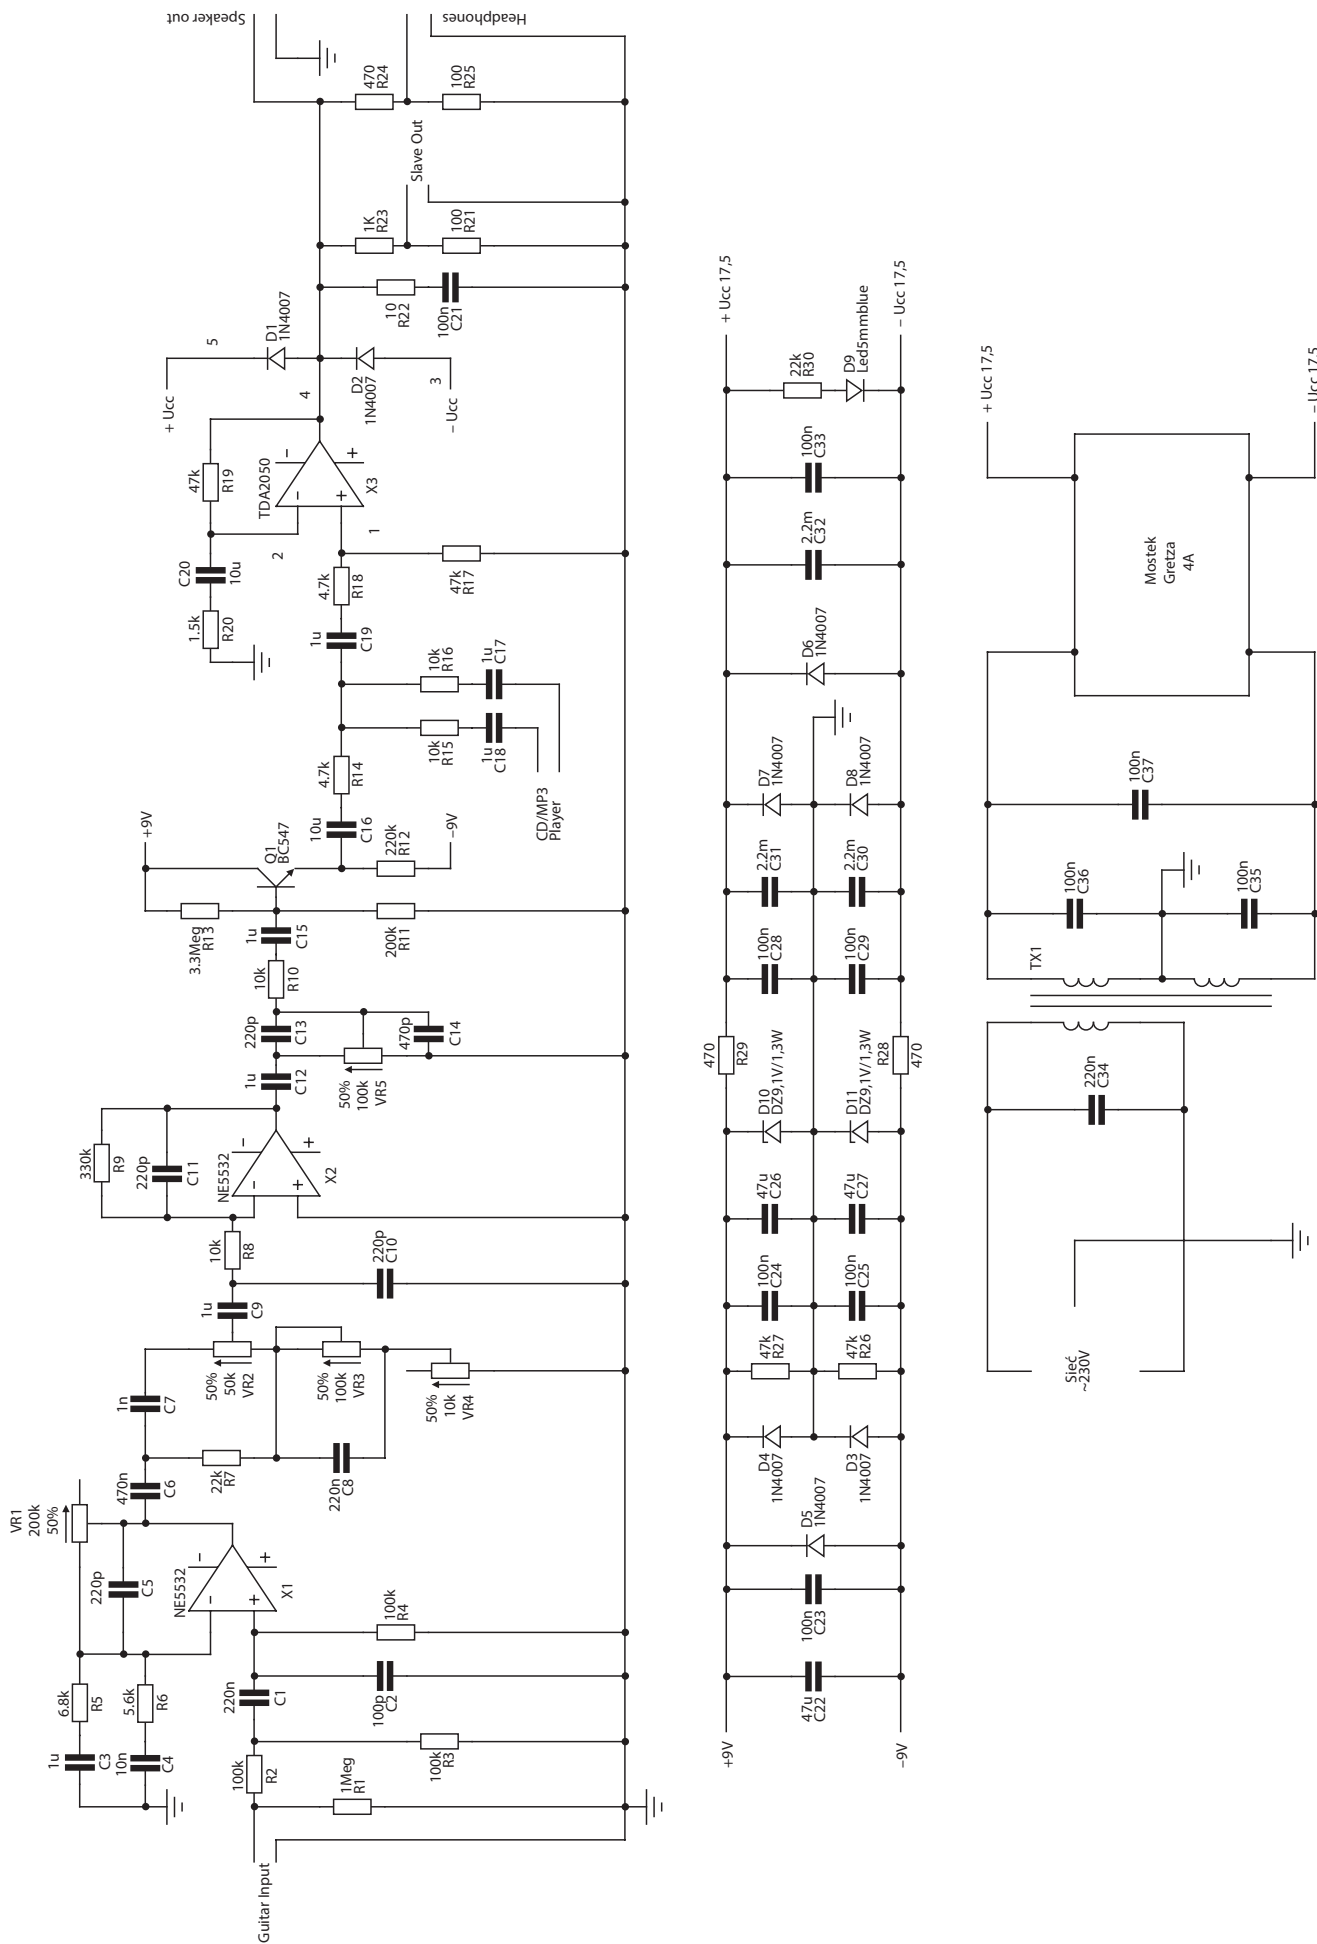 Guitar Input
100k
R2
1Meg
R1
100k
R3
220n
C1
100p
C2
100k
R4
1u
C3
6.8k
R5
10n
C4
5.6k
R6
220p
C5
VR1
200k
50%
NE5532
X1
470n
C6
22k
R7
1n
C7
220n
C8
50%
50k
VR2
50%
100k
VR3
50%
10k
VR4
1u
C9
220p
C10
10k
R8
330k
R9
220p
C11
NE5532
X2
1u
C12
220p
C13
50%
100k
VR5
470p
C14
10k
R10
1u
C15
3.3Meg
R13
200k
R11
+9V
Q1
BC547
220k
R12
–9V
10u
C16
4.7k
R14
10k
R15
1u
C18
10k
R16
1u
C17
CD/MP3
Player
1u
C19
4.7k
R18
47k
R17
1.5k
R20
C20
10u
47k
R19
TDA2050
X3
1
2
3
4
5
+ Ucc
– Ucc
D1
1N4007
D2
1N4007
10
R22
100n
C21
1K
R23
100
R21
Slave Out
470
R24
100
R25
Speaker out
Headphones
+9V
–9V
47u
C22
100n
C23
D5
1N4007
D4
1N4007
D3
1N4007
47k
R27
47k
R26
100n
C24
100n
C25
47u
C26
47u
C27
D10
DZ9,1V/1,3W
D11
DZ9,1V/1,3W
470
R29
R28
470
100n
C28
100n
C29
2.2m
C31
2.2m
C30
D7
1N4007
D8
1N4007
D6
1N4007
2.2m
C32
100n
C33
22k
R30
D9
Led5mmblue
+ Ucc 17,5
– Ucc 17,5
Sieć
~230V
220n
C34
TX1
100n
C36
100n
C35
100n
C37
Mostek
Gretza
4A
+ Ucc 17,5
– Ucc 17,5